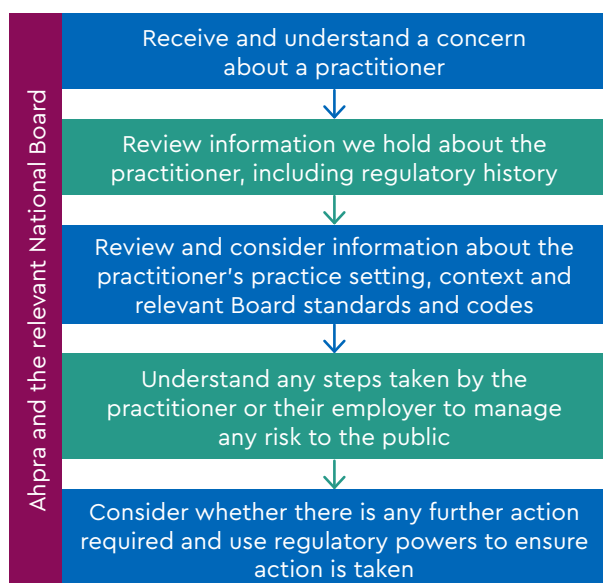 Ahpra and the relevant National Board
Receive and understand a concern
about a practitioner
Review information we hold about the
practitioner, including regulatory history
Review and consider information about the
practitioner's practice setting, context and
relevant Board standards and codes
Understand any steps taken by the
practitioner or their employer to manage
any risk to the public
Consider whether there is any further action
required and use regulatory powers to ensure
action is taken